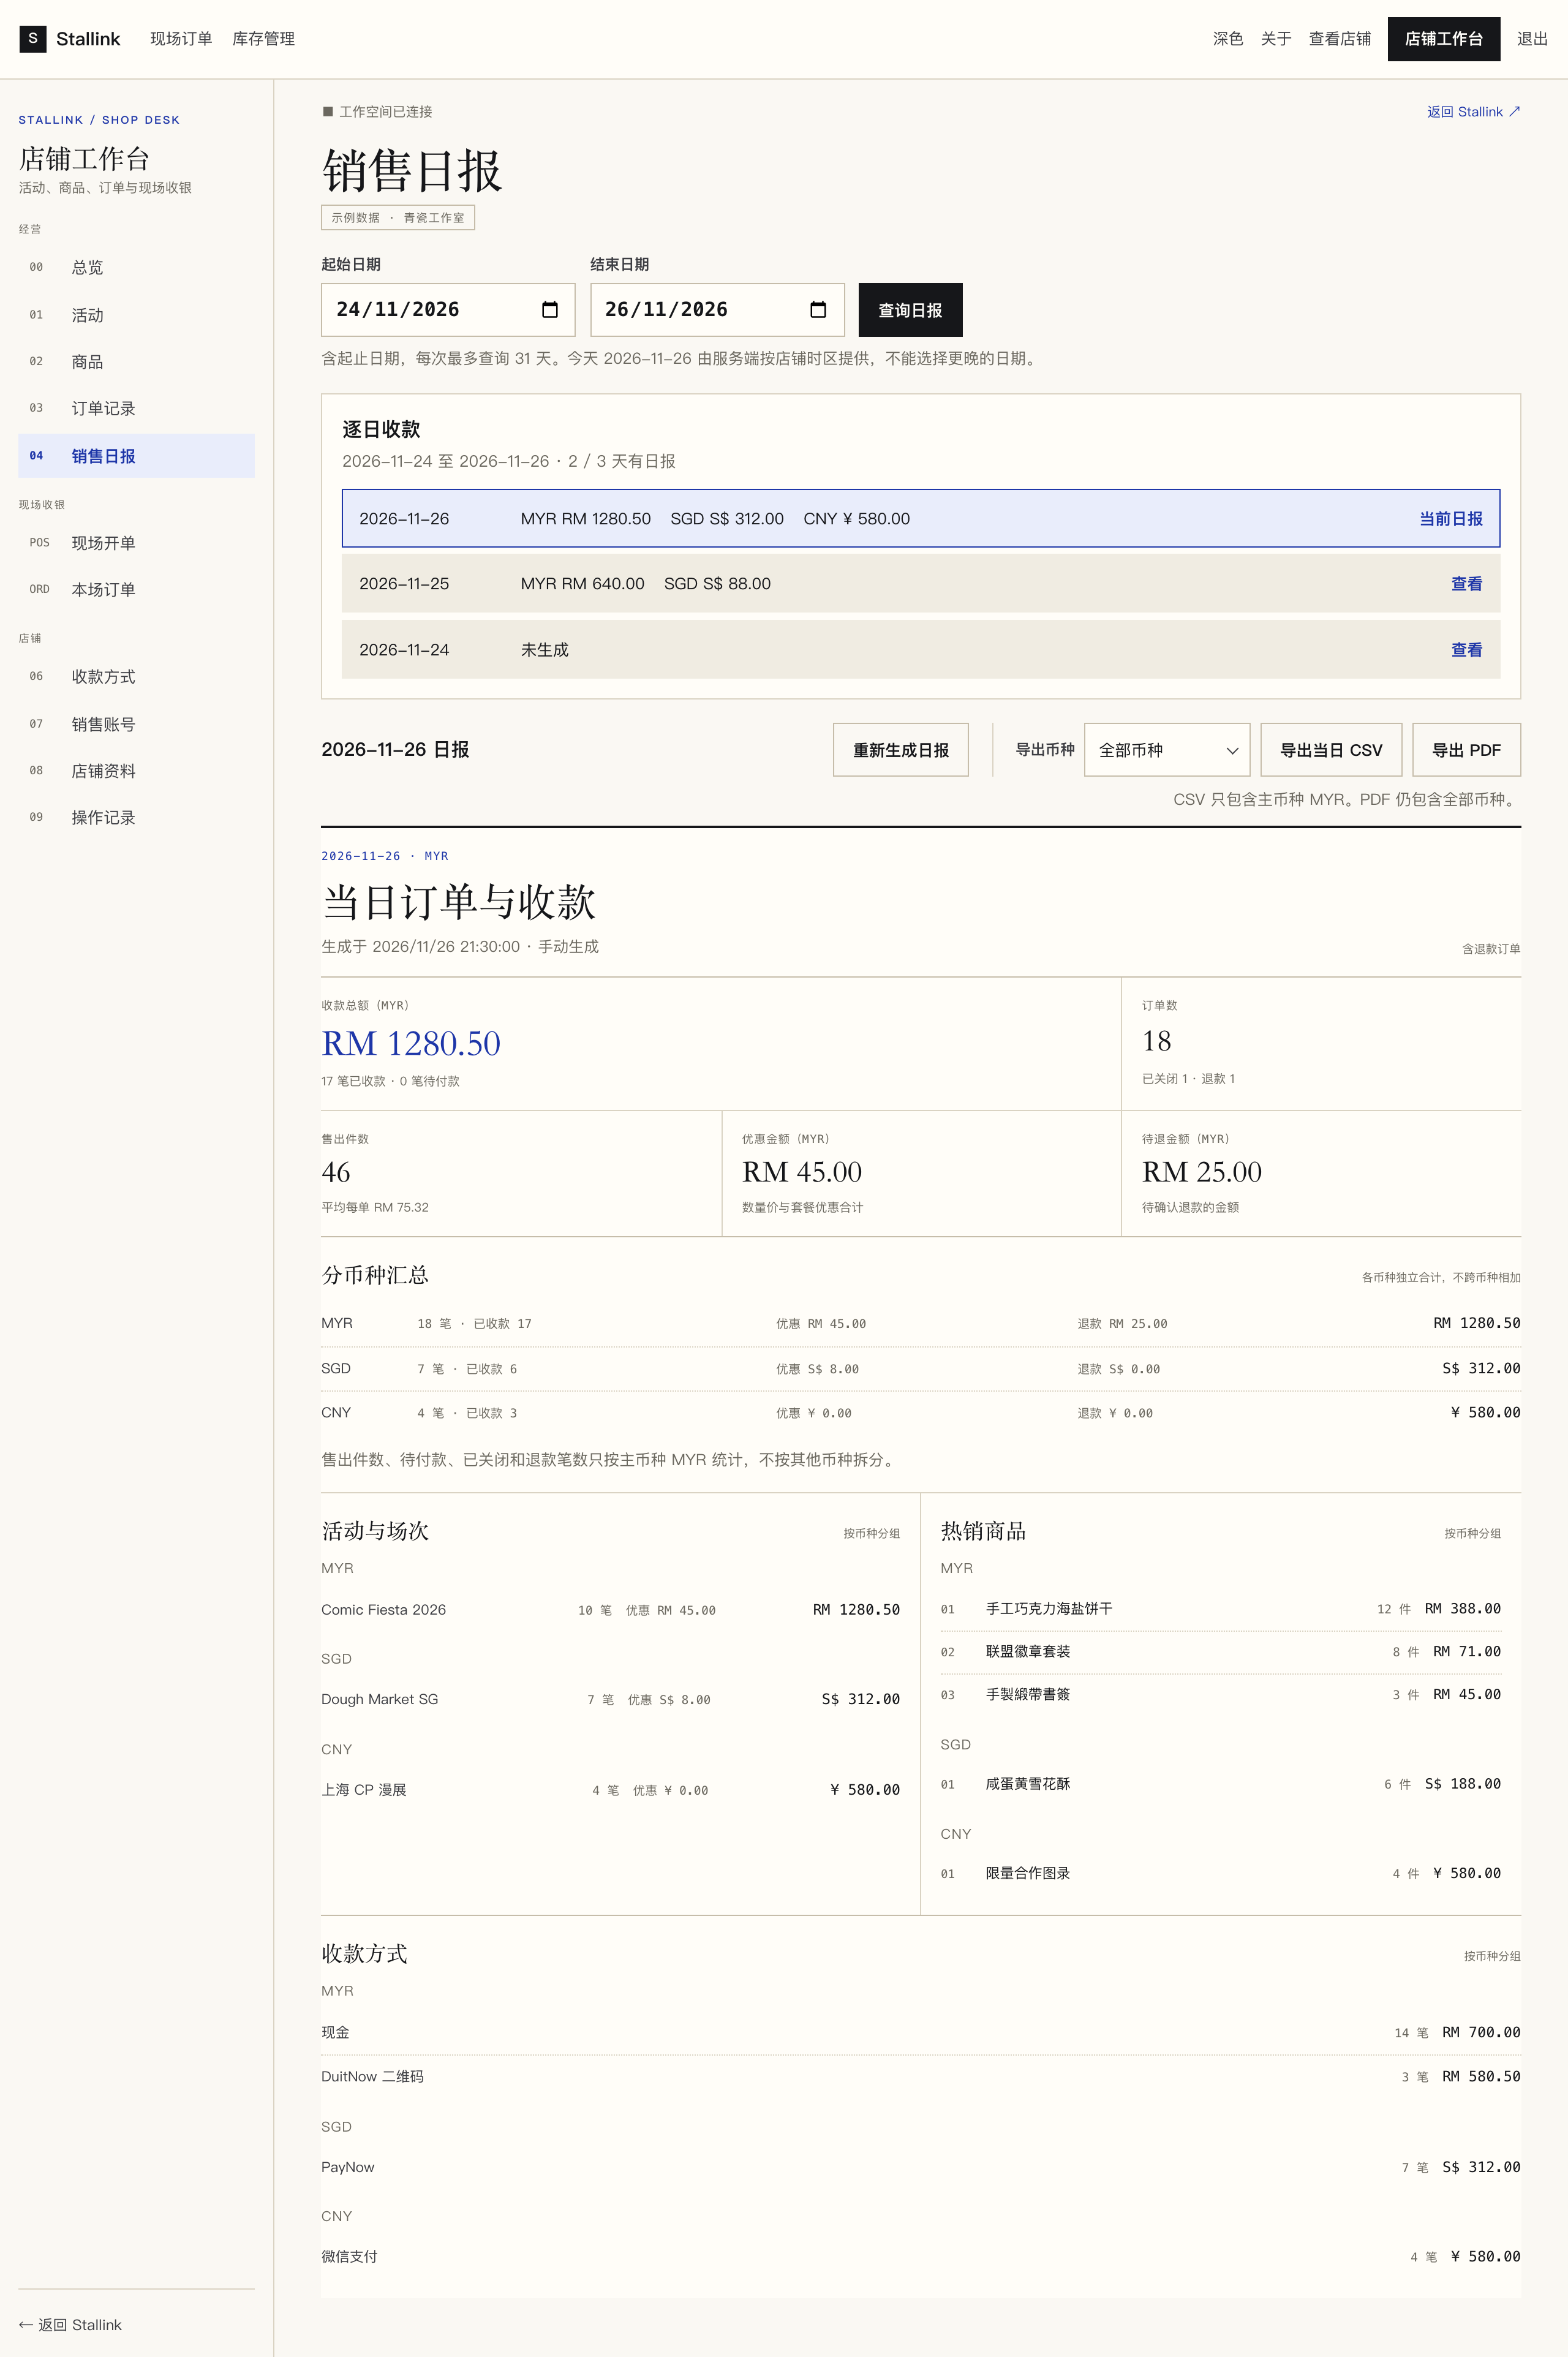 S Stallink 现场订单 库存管理 深色 关于 查看店铺 店铺工作台 退出
STALLINK / SHOP DESK
店铺工作台
活动、商品、订单与现场收银
经营
00 总览
01 活动
02 商品
03 订单记录
04 销售日报
现场收银
POS 现场开单
ORD 本场订单
店铺
06 收款方式
07 销售账号
08 店铺资料
09 操作记录
← 返回 Stallink
■ 工作空间已连接 返回 Stallink ↗
销售日报
示例数据 · 青瓷工作室
起始日期 结束日期
24/11/2026 26/11/2026 查询日报
含起止日期，每次最多查询 31 天。今天 2026-11-26 由服务端按店铺时区提供，不能选择更晚的日期。
逐日收款
2026-11-24 至 2026-11-26 · 2 / 3 天有日报
2026-11-26 MYR RM 1280.50 SGD S$ 312.00 CNY ¥ 580.00 当前日报
2026-11-25 MYR RM 640.00 SGD S$ 88.00 查看
2026-11-24 未生成 查看
2026-11-26 日报 重新生成日报 导出币种 全部币种 导出当日 CSV 导出 PDF
CSV 只包含主币种 MYR。PDF 仍包含全部币种。
2026-11-26 · MYR
当日订单与收款
生成于 2026/11/26 21:30:00 · 手动生成 含退款订单
收款总额 (MYR) 订单数
RM 1280.50 18
17 笔已收款 · 0 笔待付款 已关闭 1 · 退款 1
售出件数 优惠金额 (MYR) 待退金额 (MYR)
46 RM 45.00 RM 25.00
平均每单 RM 75.32 数量价与套餐优惠合计 待确认退款的金额
分币种汇总 各币种独立合计，不跨币种相加
MYR 18 笔 · 已收款 17 优惠 RM 45.00 退款 RM 25.00 RM 1280.50
SGD 7 笔 · 已收款 6 优惠 S$ 8.00 退款 S$ 0.00 S$ 312.00
CNY 4 笔 · 已收款 3 优惠 ¥ 0.00 退款 ¥ 0.00 ¥ 580.00
售出件数、待付款、已关闭和退款笔数只按主币种 MYR 统计，不按其他币种拆分。
活动与场次 按币种分组
MYR
Comic Fiesta 2026 10 笔 优惠 RM 45.00 RM 1280.50
SGD
Dough Market SG 7 笔 优惠 S$ 8.00 S$ 312.00
CNY
上海 CP 漫展 4 笔 优惠 ¥ 0.00 ¥ 580.00
热销商品 按币种分组
MYR
01 手工巧克力海盐饼干 12 件 RM 388.00
02 联盟徽章套装 8 件 RM 71.00
03 手製緞帶書簽 3 件 RM 45.00
SGD
01 咸蛋黄雪花酥 6 件 S$ 188.00
CNY
01 限量合作图录 4 件 ¥ 580.00
收款方式 按币种分组
MYR
现金 14 笔 RM 700.00
DuitNow 二维码 3 笔 RM 580.50
SGD
PayNow 7 笔 S$ 312.00
CNY
微信支付 4 笔 ¥ 580.00